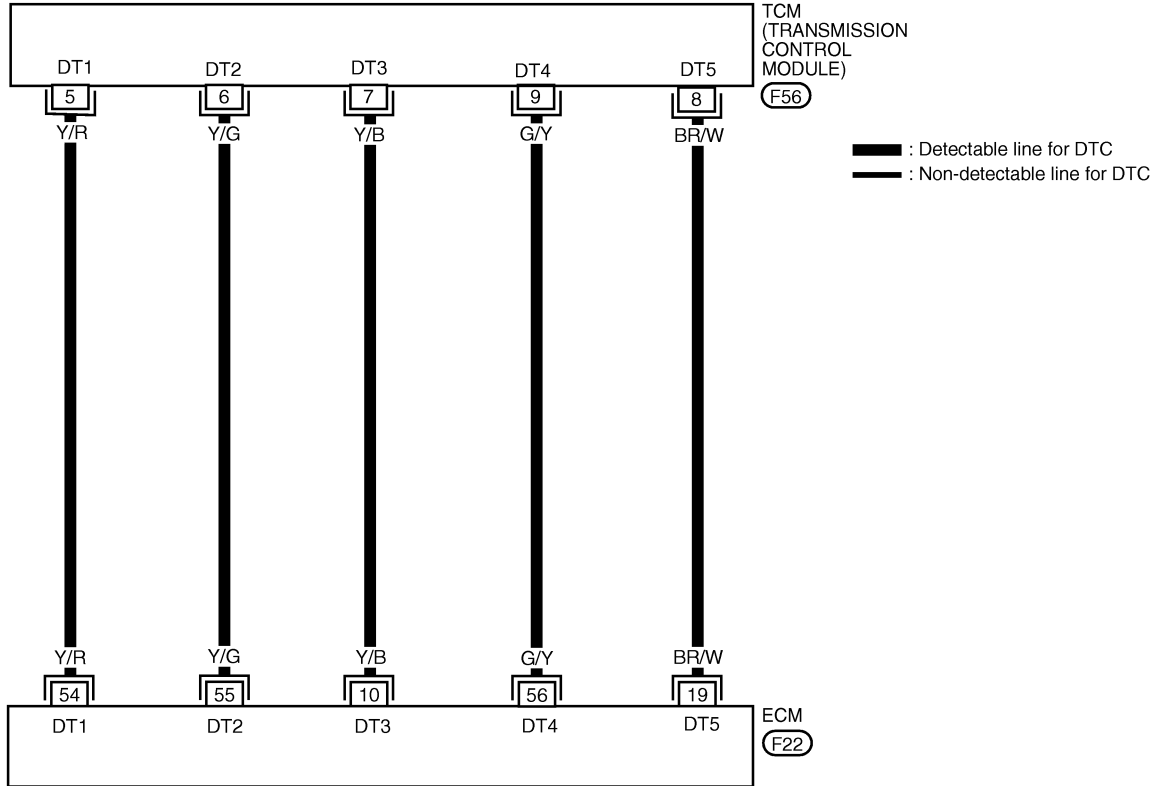 TCM
(TRANSMISSION
CONTROL
MODULE)
F56
DT1 DT2 DT3 DT4 DT5
5 6 7 9 8
Y/R Y/G Y/B G/Y BR/W
: Detectable line for DTC
: Non-detectable line for DTC
Y/R Y/G Y/B G/Y BR/W
54 55 10 56 19
DT1 DT2 DT3 DT4 DT5
ECM
F22